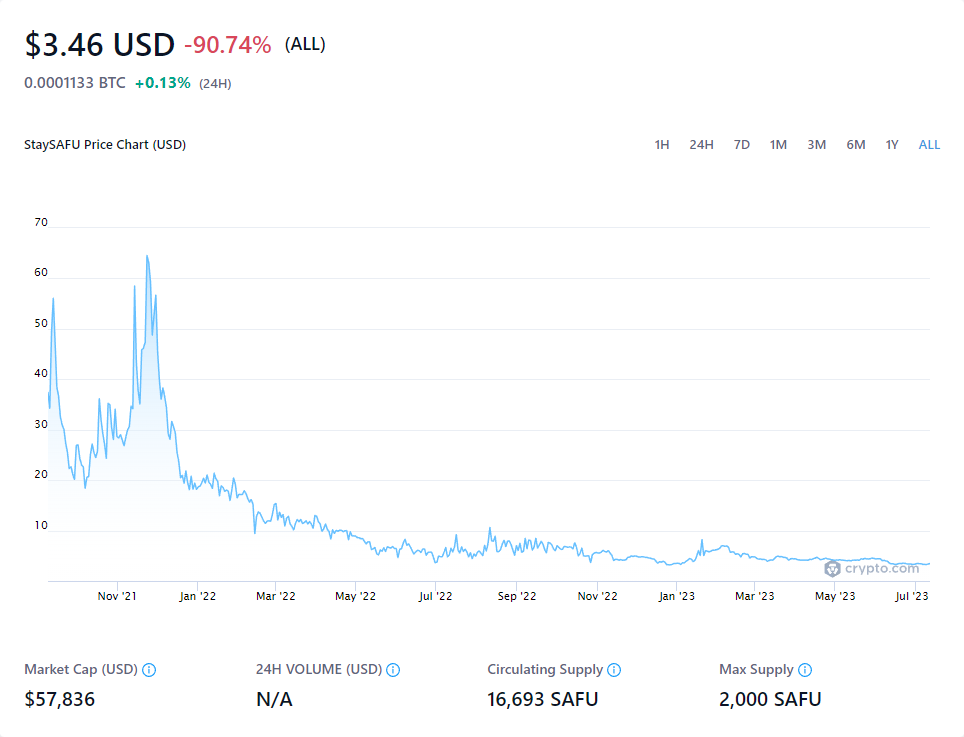 $3.46 USD -90.74% (ALL)
0.0001133 BTC +0.13% (24H)
StaySAFU Price Chart (USD) 1H 24H 7D 1M 3M 6M 1Y ALL
70
60
50
40
30
20
10
crypto.com
Nov '21 Jan '22 Mar '22 May '22 Jul '22 Sep '22 Nov '22 Jan '23 Mar '23 May '23 Jul '23
Market Cap (USD) 24H VOLUME (USD) Circulating Supply Max Supply
$57,836 N/A 16,693 SAFU 2,000 SAFU